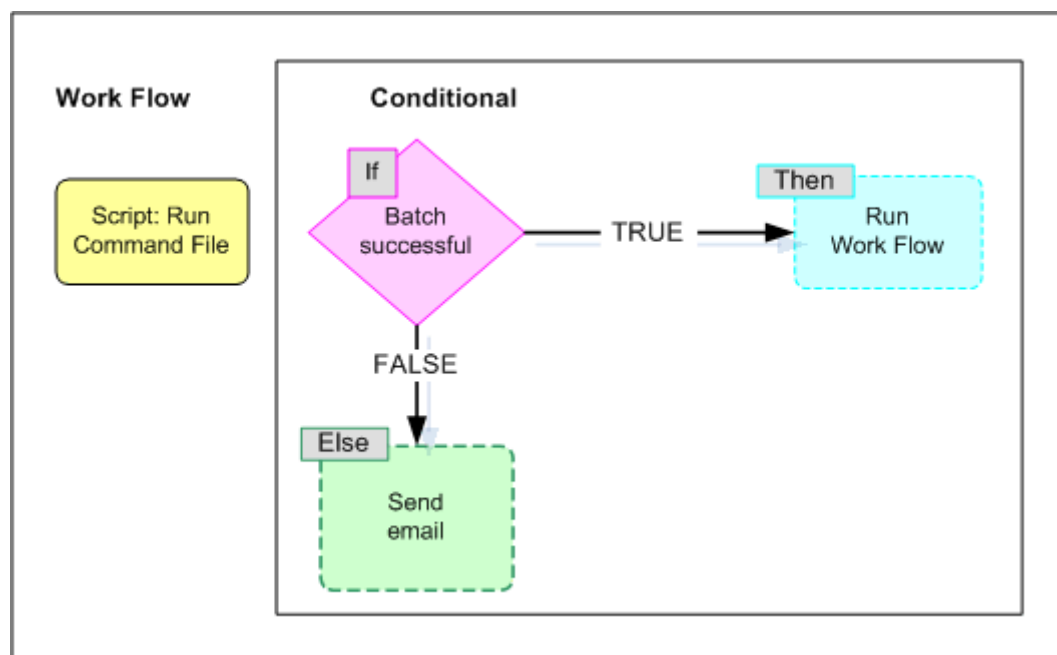 Work Flow
Conditional
Script: Run
Command File
If
Batch
successful
TRUE
Then
Run
Work Flow
FALSE
Else
Send
email